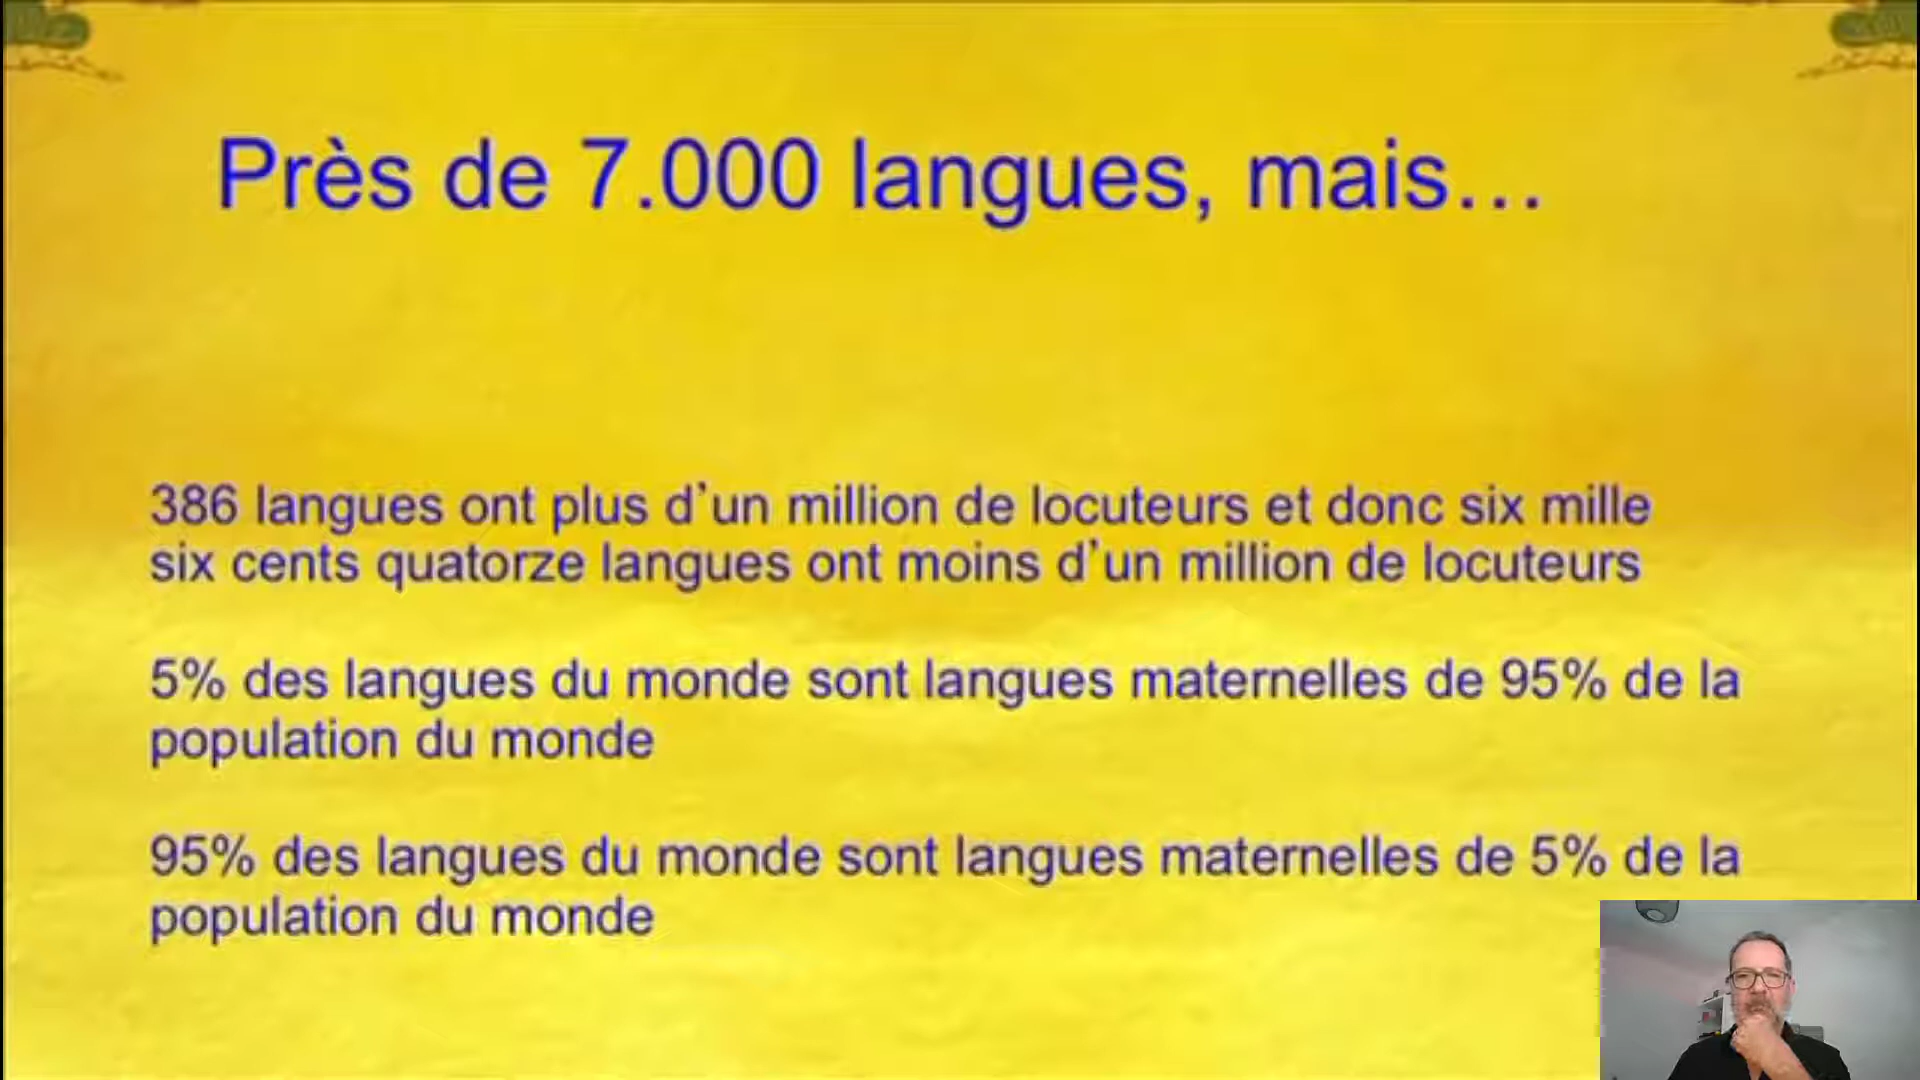 Près de 7.000 langues, mais…
386 langues ont plus d’un million de locuteurs et donc six mille
six cents quatorze langues ont moins d’un million de locuteurs
5% des langues du monde sont langues maternelles de 95% de la
population du monde
95% des langues du monde sont langues maternelles de 5% de la
population du monde